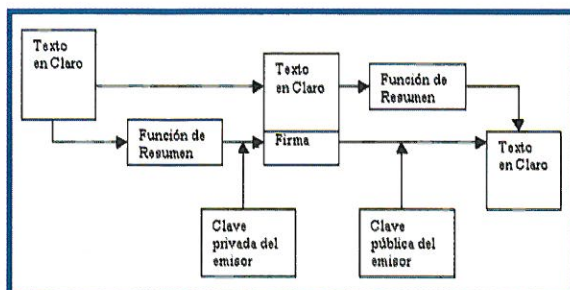 Texto
en Claro
Función de
Resumen
Texto
en Claro
Firma
Función de
Resumen
Texto
en Claro
Clave
privada del
emisor
Clave
pública del
emisor